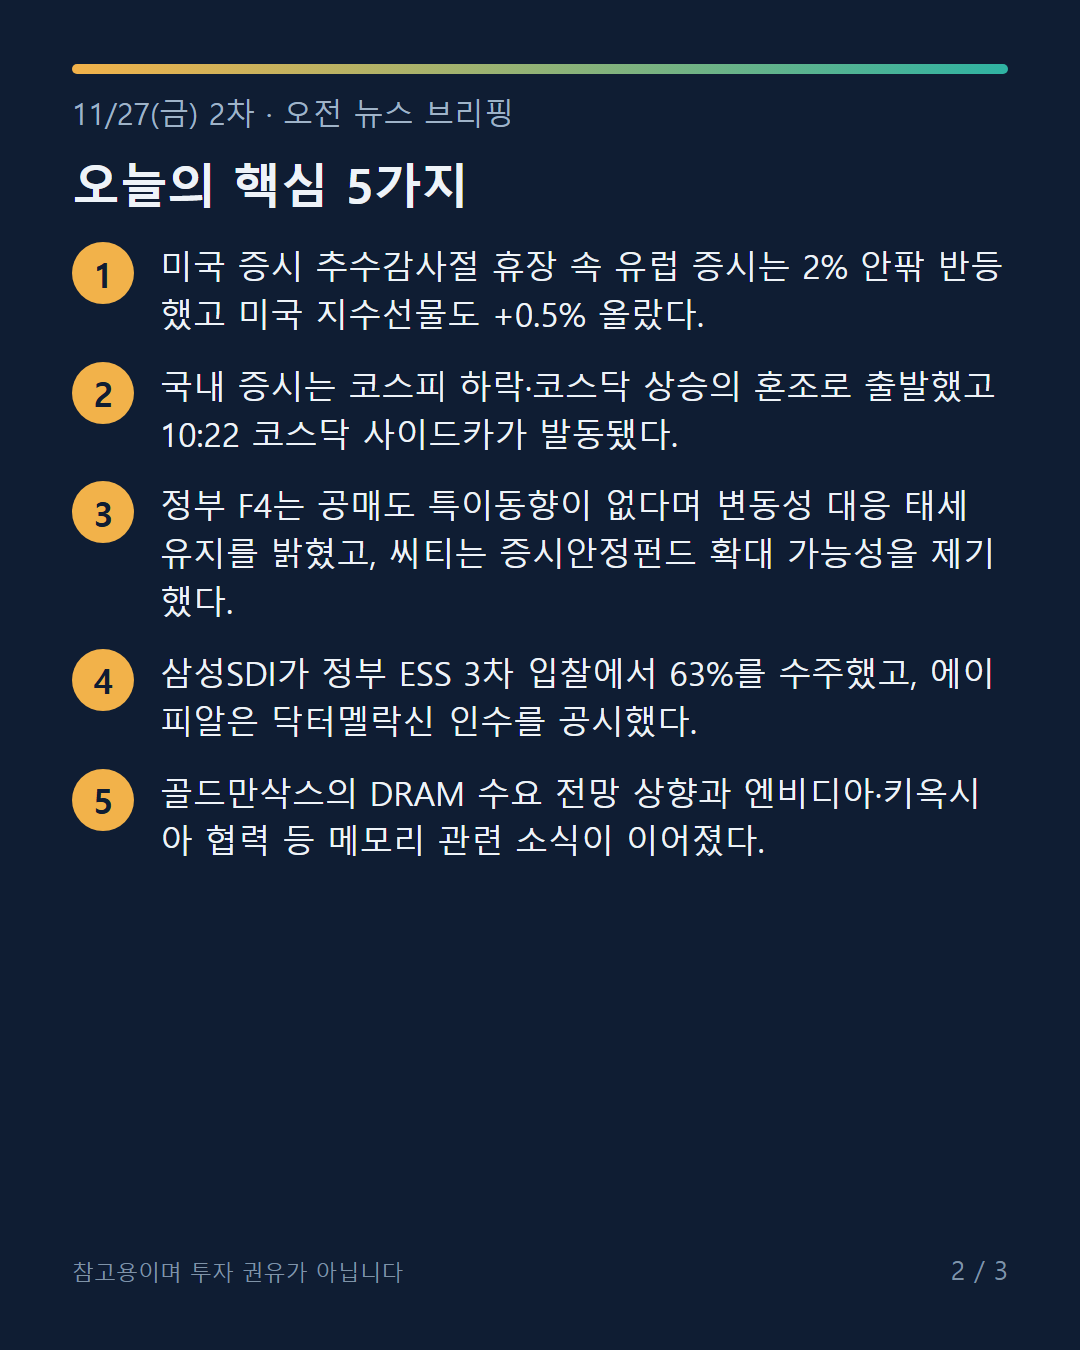 11/27(금) 2차 · 오전 뉴스 브리핑
오늘의 핵심 5가지
1
미국 증시 추수감사절 휴장 속 유럽 증시는 2% 안팎 반등
했고 미국 지수선물도 +0.5% 올랐다.
2
국내 증시는 코스피 하락·코스닥 상승의 혼조로 출발했고
10:22 코스닥 사이드카가 발동됐다.
3
정부 F4는 공매도 특이동향이 없다며 변동성 대응 태세
유지를 밝혔고, 씨티는 증시안정펀드 확대 가능성을 제기
했다.
4
삼성SDI가 정부 ESS 3차 입찰에서 63%를 수주했고, 에이
피알은 닥터멜락신 인수를 공시했다.
5
골드만삭스의 DRAM 수요 전망 상향과 엔비디아·키옥시
아 협력 등 메모리 관련 소식이 이어졌다.
참고용이며 투자 권유가 아닙니다
2 / 3